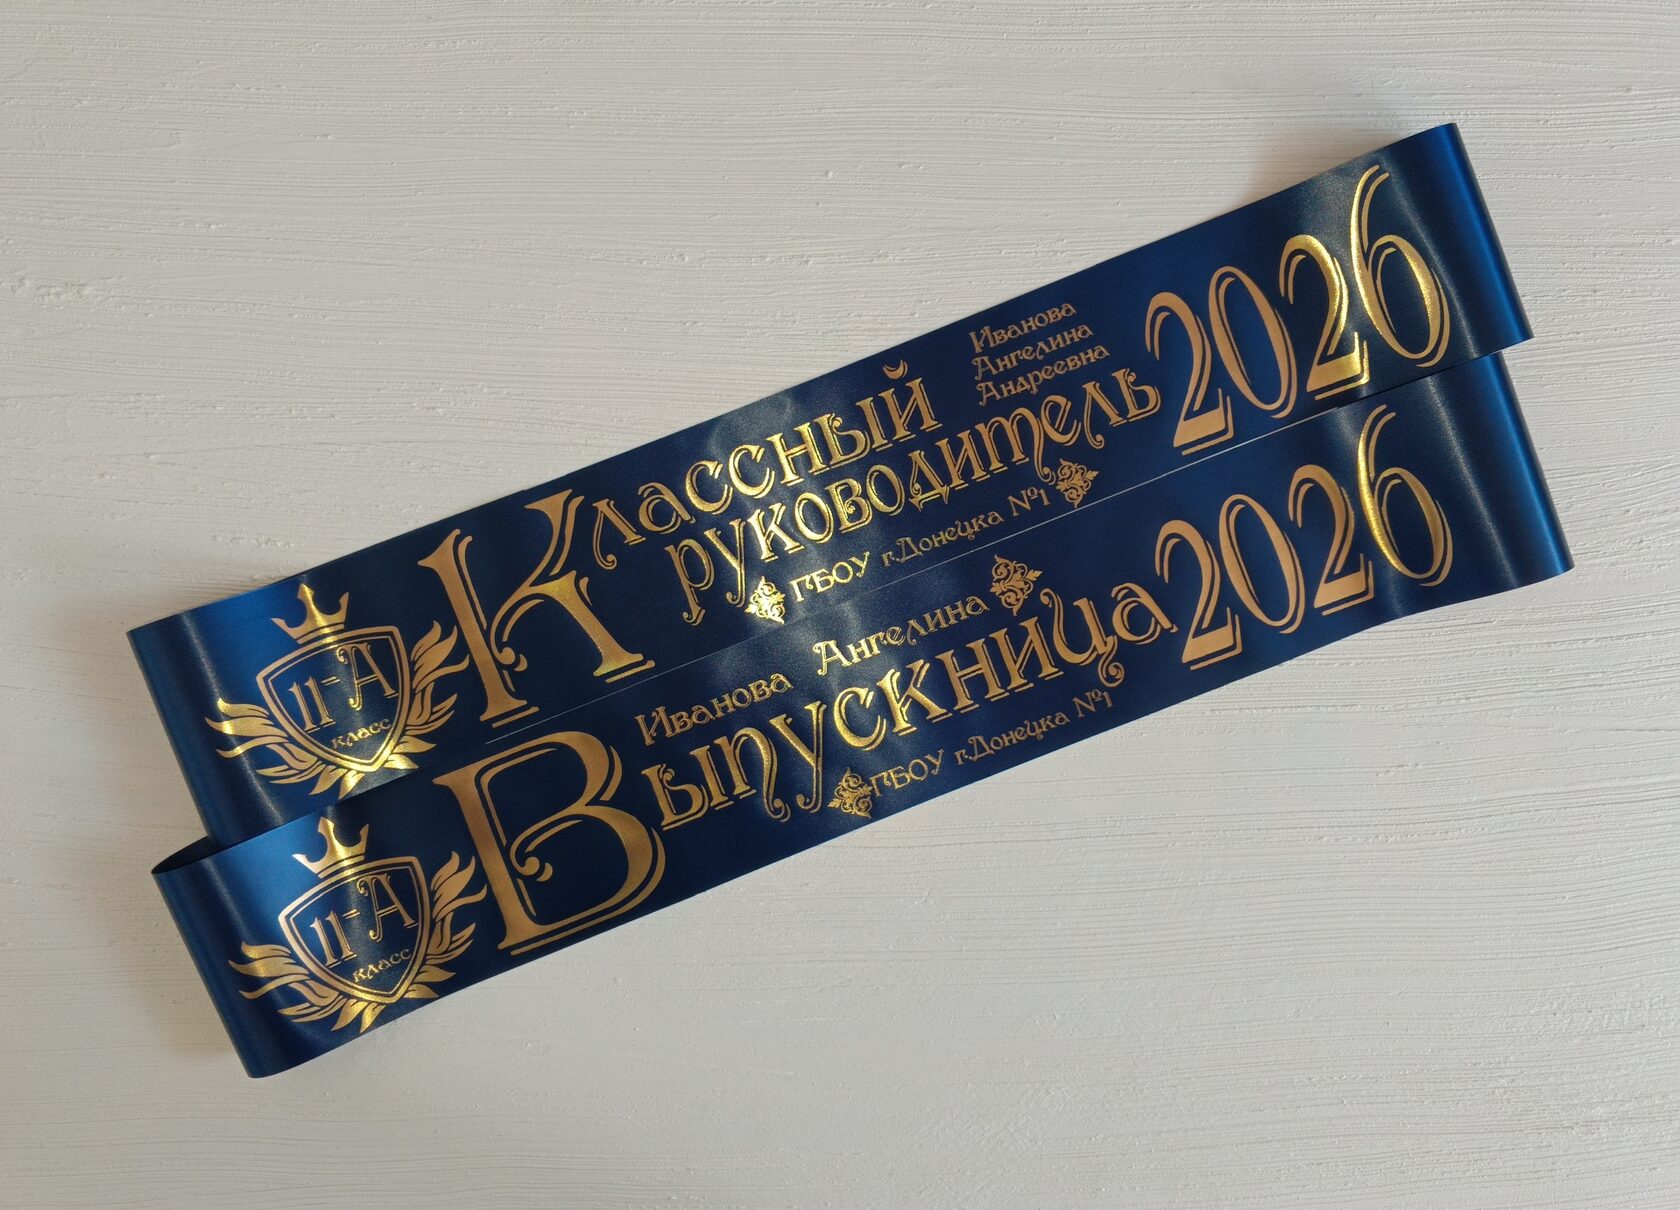 11-А
класс
Классный
руководитель
Иванова
Ангелина
Андреевна
2026
ГБОУ г.Донецка №1
11-А
класс
Иванова Ангелина
Выпускница
2026
ГБОУ г.Донецка №1